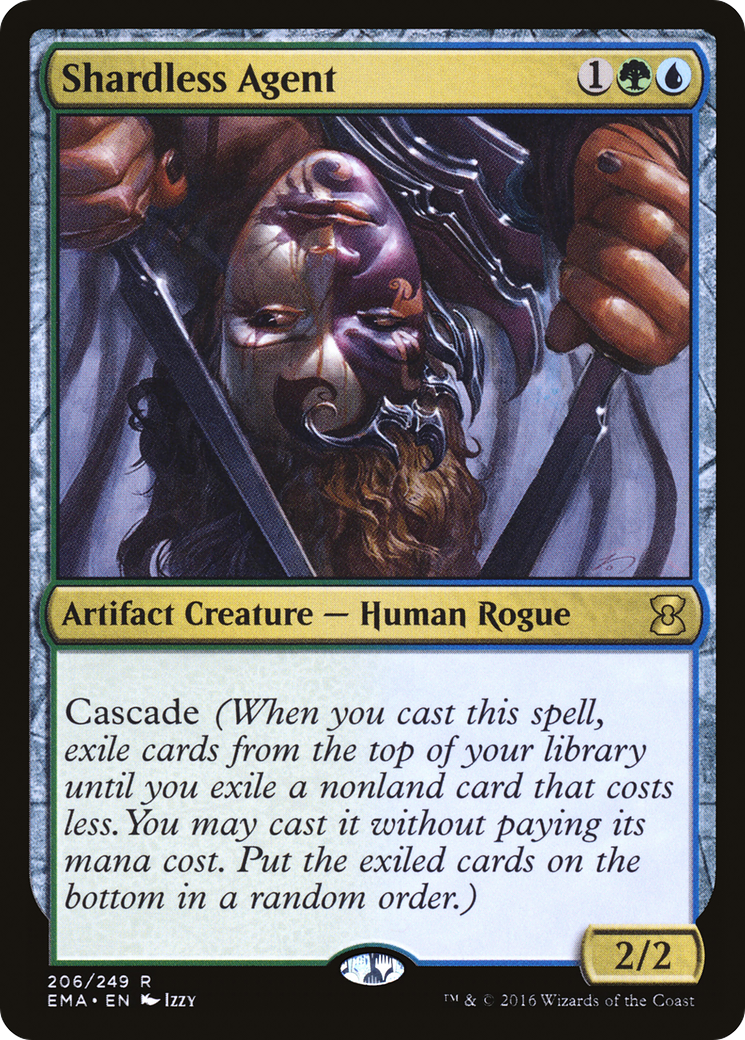 Shardless Agent 1
Artifact Creature — Human Rogue
Cascade (When you cast this spell,
exile cards from the top of your library
until you exile a nonland card that costs
less. You may cast it without paying its
mana cost. Put the exiled cards on the
bottom in a random order.)
2/2
206/249 R
EMA • EN Izzy
™ & © 2016 Wizards of the Coast